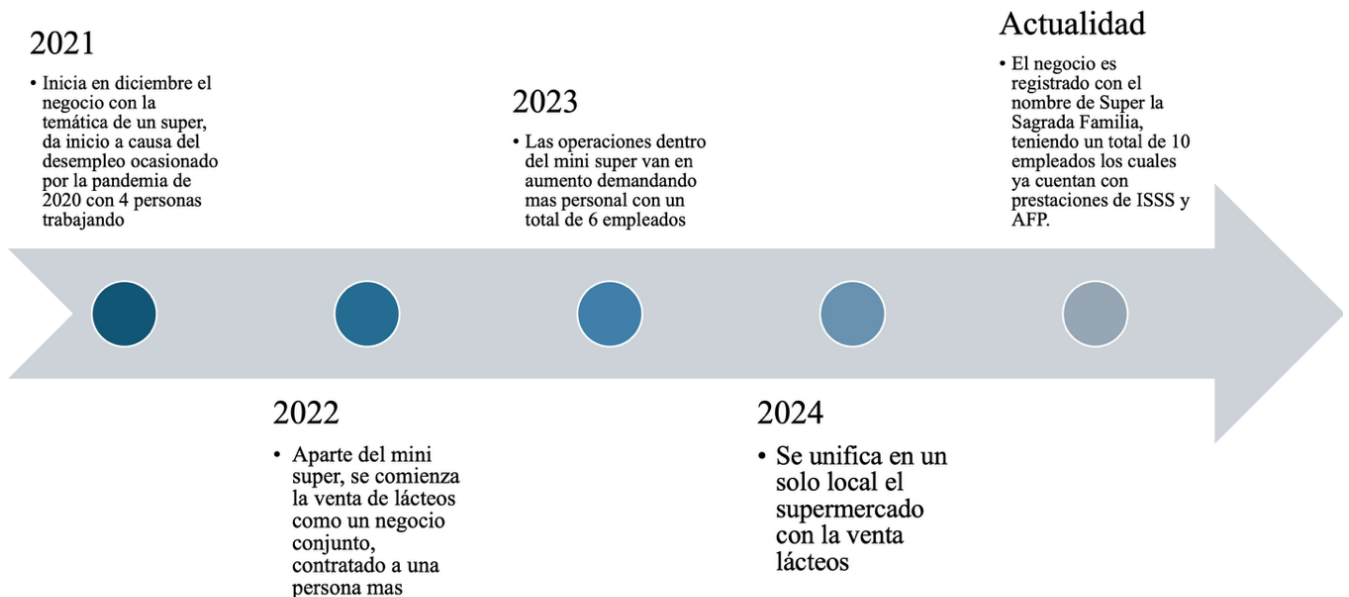 2021
• Inicia en diciembre el
negocio con la
temática de un super,
da inicio a causa del
desempleo ocasionado
por la pandemia de
2020 con 4 personas
trabajando
2022
• Aparte del mini
super, se comienza
la venta de lácteos
como un negocio
conjunto,
contratado a una
persona mas
2023
• Las operaciones dentro
del mini super van en
aumento demandando
mas personal con un
total de 6 empleados
2024
• Se unifica en un
solo local el
supermercado
con la venta
lácteos
Actualidad
• El negocio es
registrado con el
nombre de Super la
Sagrada Familia,
teniendo un total de 10
empleados los cuales
ya cuentan con
prestaciones de ISSS y
AFP.